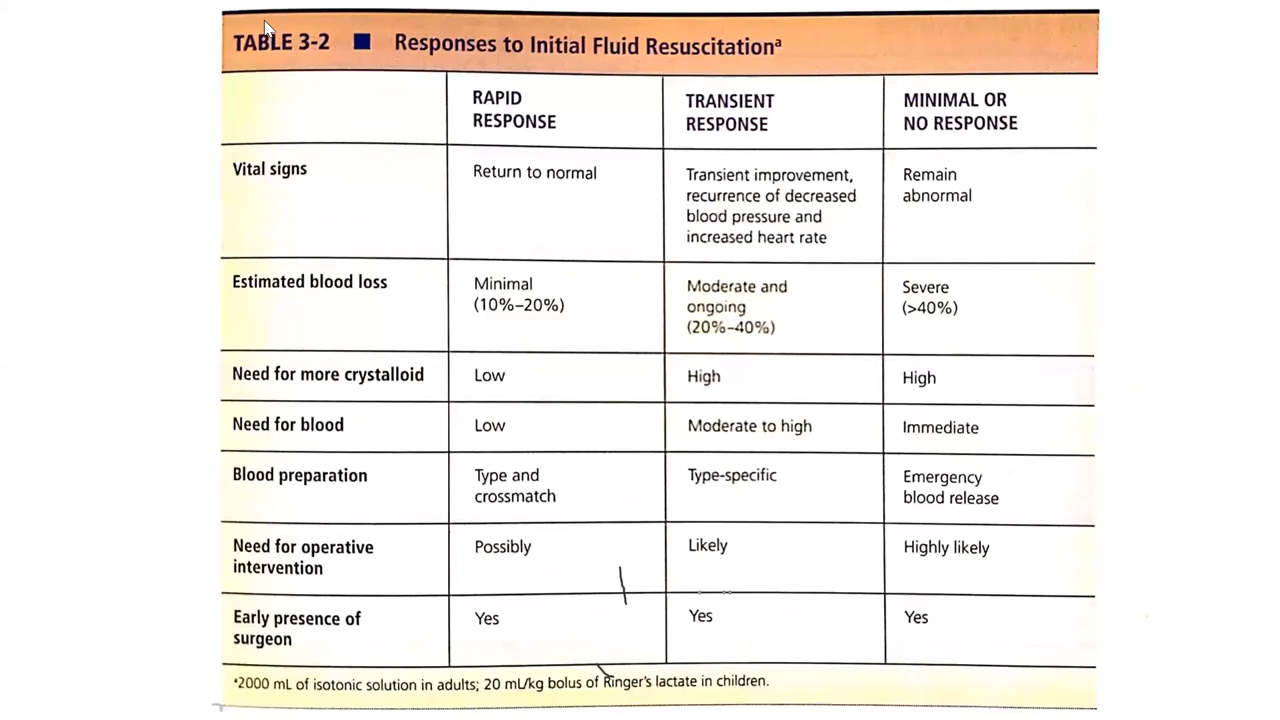 TABLE 3-2 ■ Responses to Initial Fluid Resuscitationᵃ
RAPID RESPONSE
TRANSIENT RESPONSE
MINIMAL OR NO RESPONSE
Vital signs
Return to normal
Transient improvement,
recurrence of decreased
blood pressure and
increased heart rate
Remain
abnormal
Estimated blood loss
Minimal
(10%–20%)
Moderate and
ongoing
(20%–40%)
Severe
(>40%)
Need for more crystalloid
Low
High
High
Need for blood
Low
Moderate to high
Immediate
Blood preparation
Type and
crossmatch
Type-specific
Emergency
blood release
Need for operative
intervention
Possibly
Likely
Highly likely
Early presence of
surgeon
Yes
Yes
Yes
ᵃ2000 mL of isotonic solution in adults; 20 mL/kg bolus of Ringer's lactate in children.